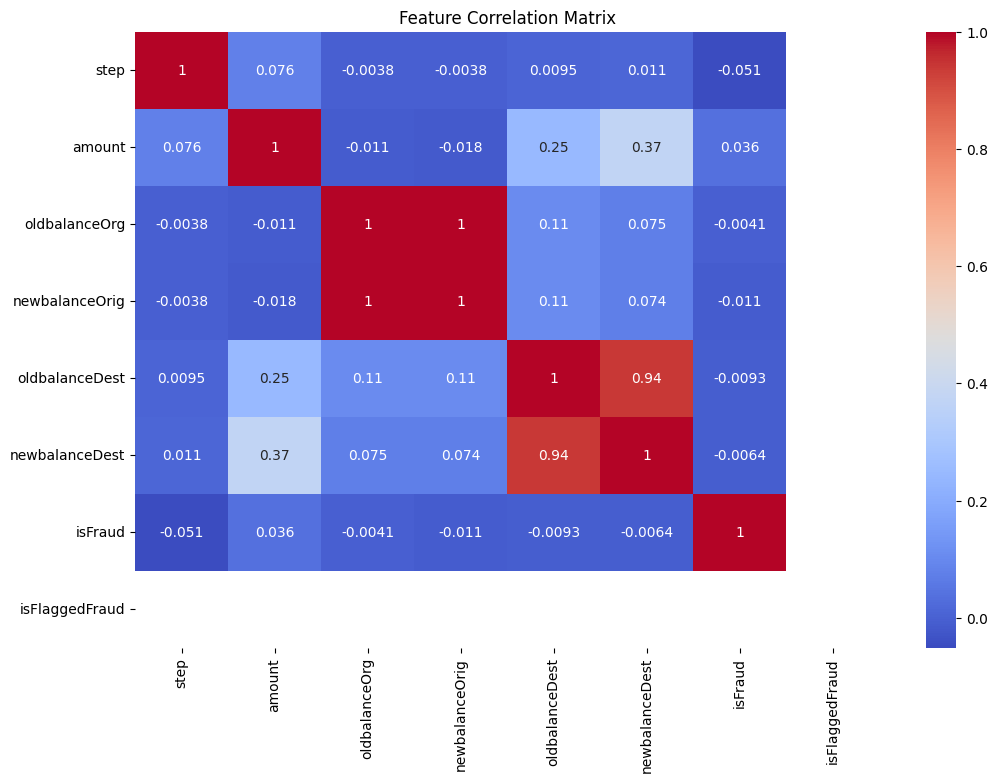 Feature Correlation Matrix
step 1 0.076 -0.0038 -0.0038 0.0095 0.011 -0.051
amount 0.076 1 -0.011 -0.018 0.25 0.37 0.036
oldbalanceOrg -0.0038 -0.011 1 1 0.11 0.075 -0.0041
newbalanceOrig -0.0038 -0.018 1 1 0.11 0.074 -0.011
oldbalanceDest 0.0095 0.25 0.11 0.11 1 0.94 -0.0093
newbalanceDest 0.011 0.37 0.075 0.074 0.94 1 -0.0064
isFraud -0.051 0.036 -0.0041 -0.011 -0.0093 -0.0064 1
isFlaggedFraud
step
amount
oldbalanceOrg
newbalanceOrig
oldbalanceDest
newbalanceDest
isFraud
isFlaggedFraud
1.0
0.8
0.6
0.4
0.2
0.0